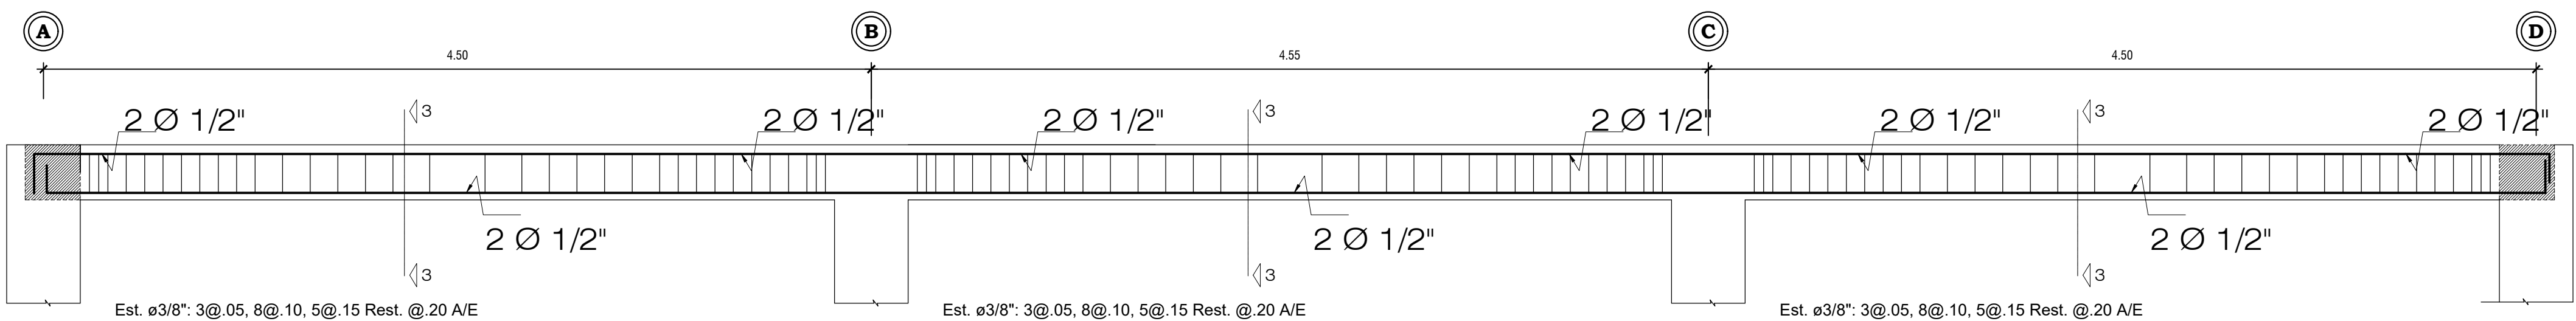 A B C D
4.50 4.55 4.50
3 3 3
2 Ø 1/2" 2 Ø 1/2" 2 Ø 1/2" 2 Ø 1/2" 2 Ø 1/2" 2 Ø 1/2"
2 Ø 1/2" 2 Ø 1/2" 2 Ø 1/2"
3 3 3
Est. ø3/8": 3@.05, 8@.10, 5@.15 Rest. @.20 A/E Est. ø3/8": 3@.05, 8@.10, 5@.15 Rest. @.20 A/E Est. ø3/8": 3@.05, 8@.10, 5@.15 Rest. @.20 A/E